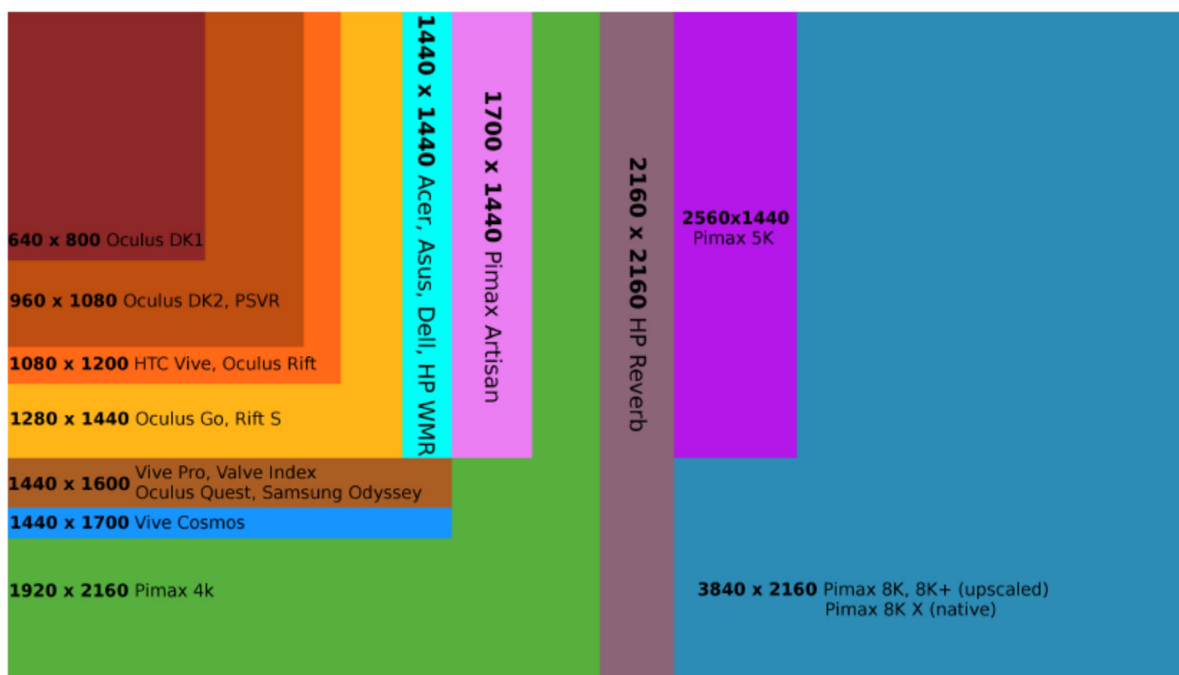 640 x 800 Oculus DK1
960 x 1080 Oculus DK2, PSVR
1080 x 1200 HTC Vive, Oculus Rift
1280 x 1440 Oculus Go, Rift S
1440 x 1600 Vive Pro, Valve Index
Oculus Quest, Samsung Odyssey
1440 x 1700 Vive Cosmos
1920 x 2160 Pimax 4k
1440 x 1440 Acer, Asus, Dell, HP WMR
1700 x 1440 Pimax Artisan
2160 x 2160 HP Reverb
2560x1440
Pimax 5K
3840 x 2160 Pimax 8K, 8K+ (upscaled)
Pimax 8K X (native)